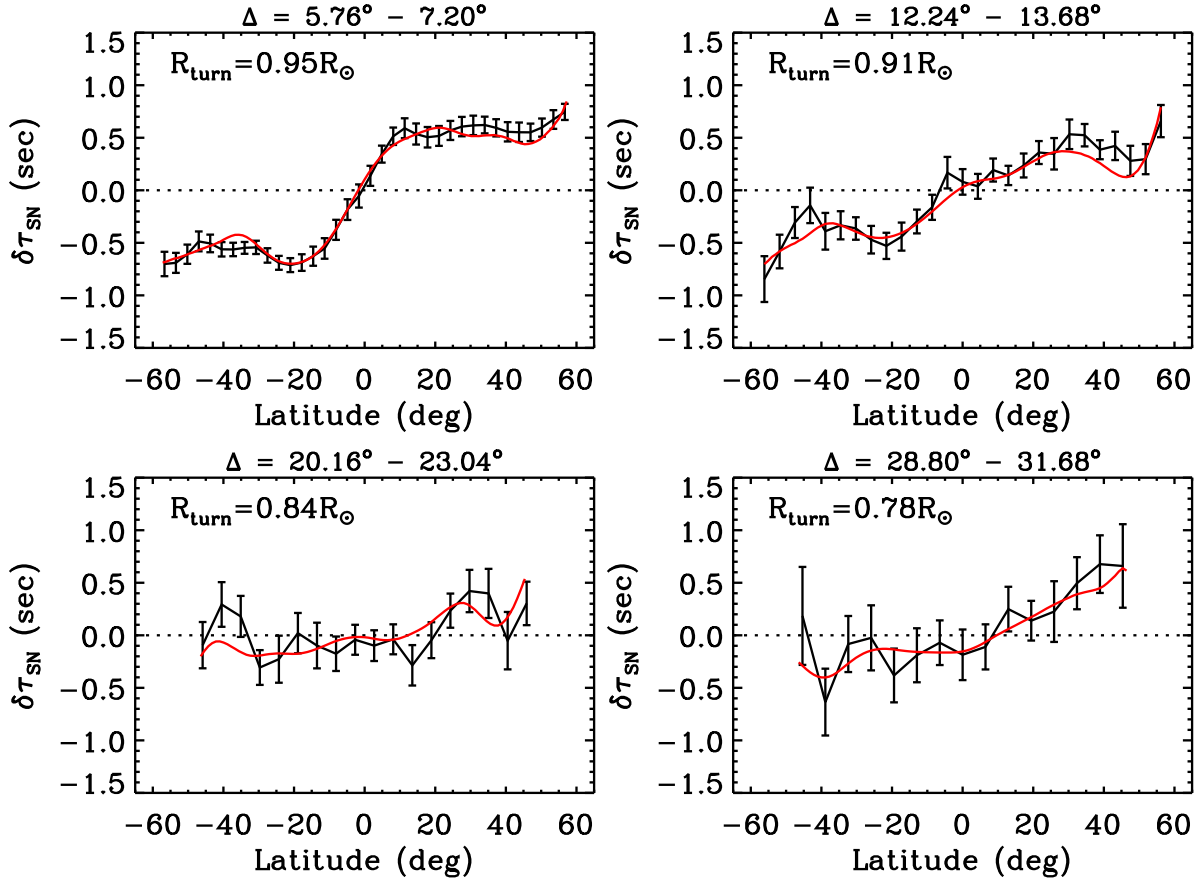 Δ = 5.76° – 7.20°
R_turn=0.95R_⊙
1.5
1.0
0.5
0.0
−0.5
−1.0
−1.5
δτ_SN (sec)
−60 −40 −20 0 20 40 60
Latitude (deg)
Δ = 12.24° – 13.68°
R_turn=0.91R_⊙
1.5
1.0
0.5
0.0
−0.5
−1.0
−1.5
δτ_SN (sec)
−60 −40 −20 0 20 40 60
Latitude (deg)
Δ = 20.16° – 23.04°
R_turn=0.84R_⊙
1.5
1.0
0.5
0.0
−0.5
−1.0
−1.5
δτ_SN (sec)
−60 −40 −20 0 20 40 60
Latitude (deg)
Δ = 28.80° – 31.68°
R_turn=0.78R_⊙
1.5
1.0
0.5
0.0
−0.5
−1.0
−1.5
δτ_SN (sec)
−60 −40 −20 0 20 40 60
Latitude (deg)